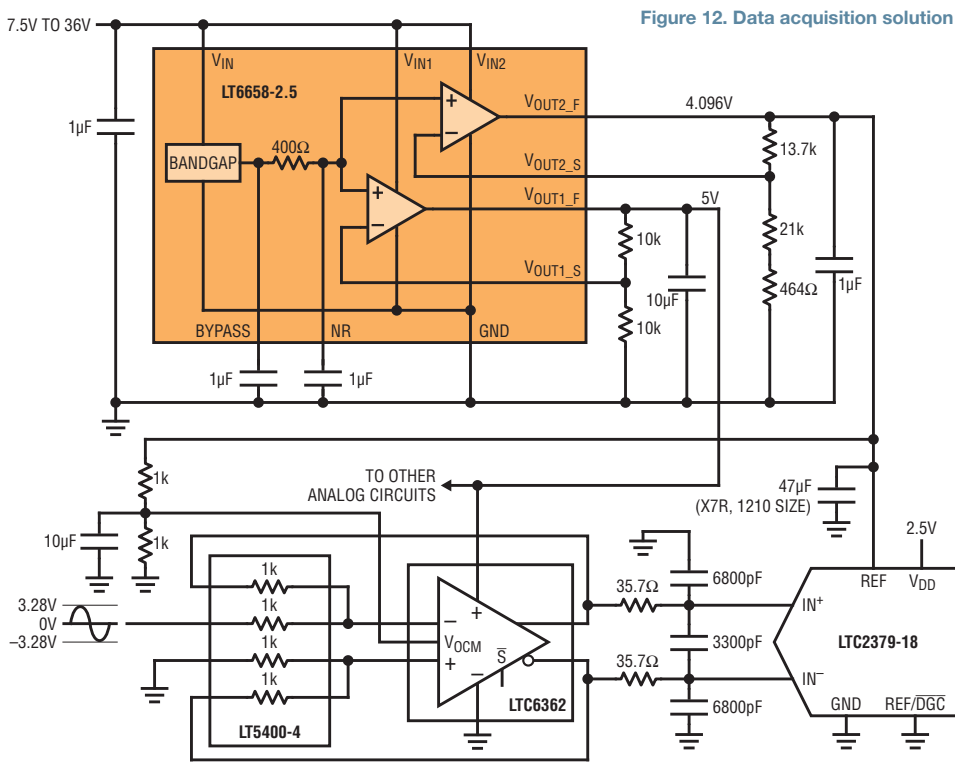 Figure 12. Data acquisition solution
7.5V TO 36V
VIN
VIN1
VIN2
LT6658-2.5
1µF
BANDGAP
400Ω
+
–
+
–
VOUT2_F
VOUT2_S
VOUT1_F
VOUT1_S
4.096V
5V
13.7k
21k
464Ω
1µF
10k
10k
10µF
BYPASS
NR
GND
1µF
1µF
1k
1k
10µF
TO OTHER
ANALOG CIRCUITS
47µF
(X7R, 1210 SIZE)
2.5V
3.28V
0V
–3.28V
1k
1k
1k
1k
LT5400-4
–
VOCM
+
+
–
S̅
LTC6362
35.7Ω
35.7Ω
6800pF
3300pF
6800pF
REF
VDD
IN+
IN–
LTC2379-18
GND
REF/D̅G̅C̅